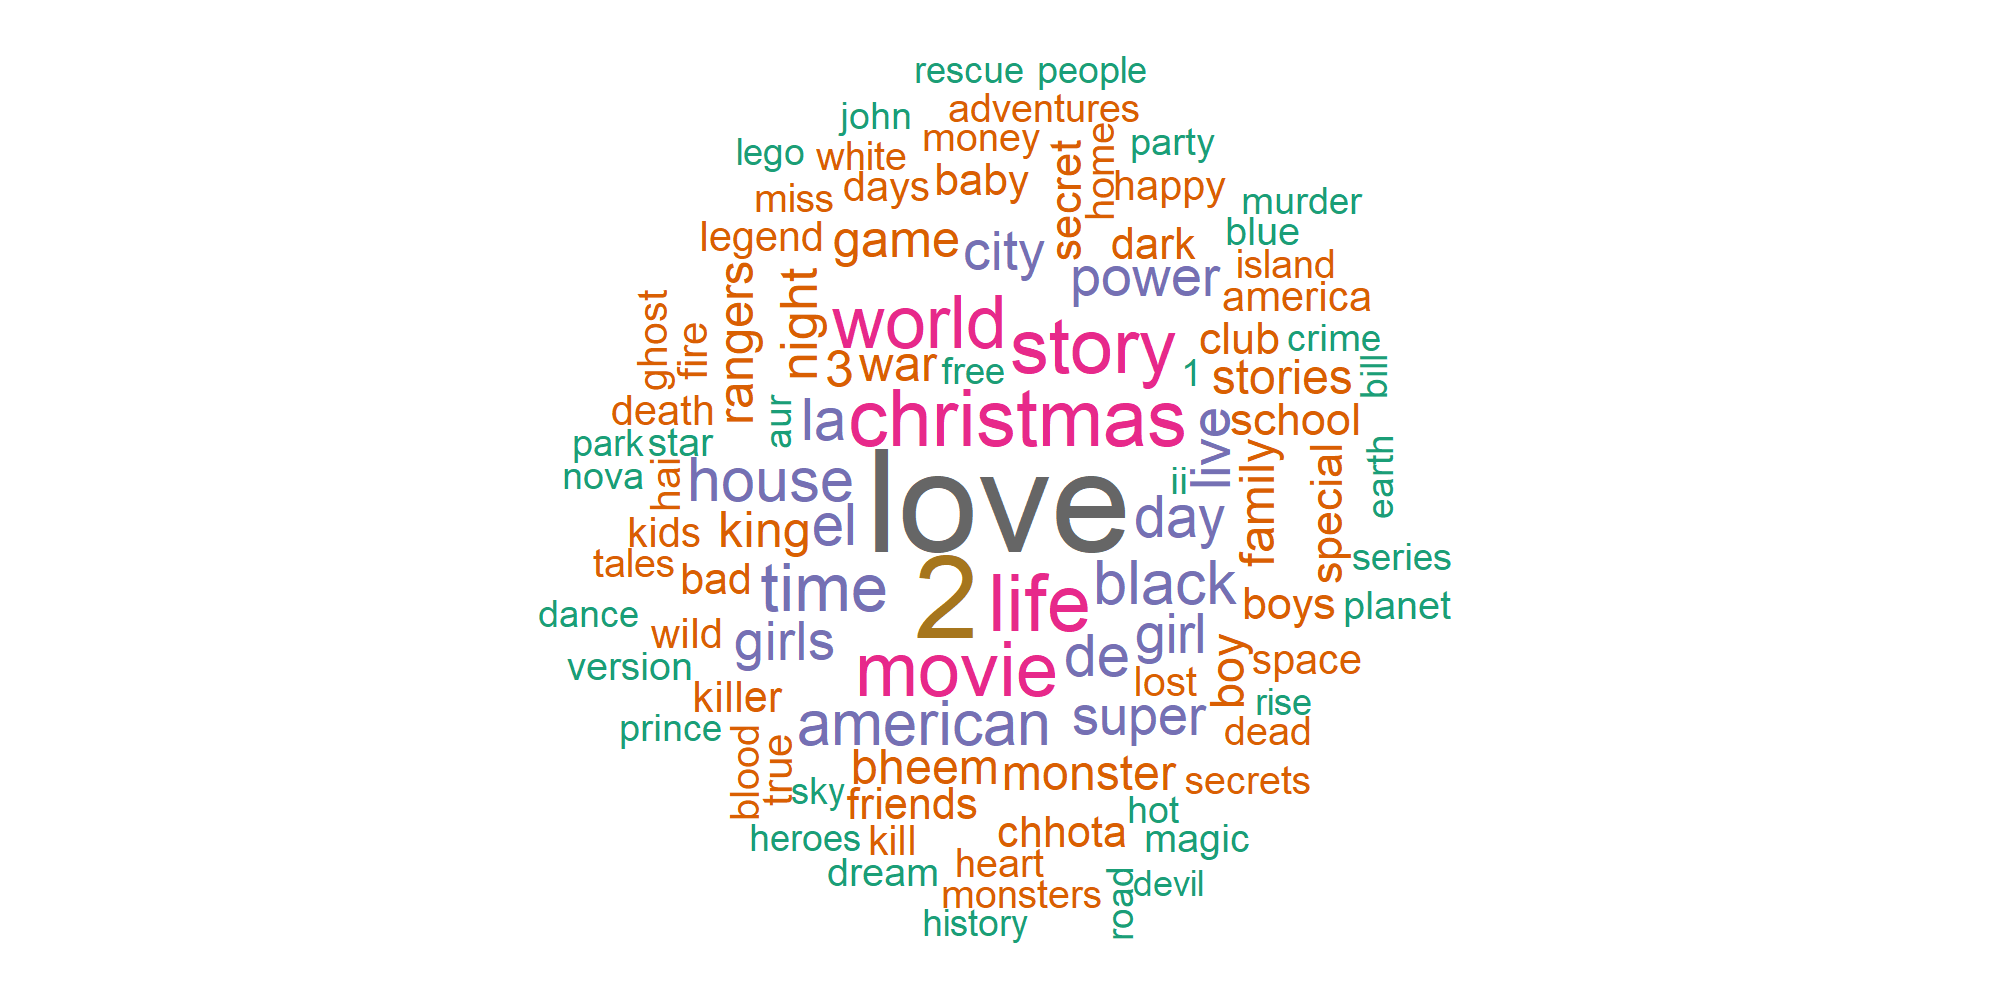 rescue people
john adventures
lego white money secret home party
miss days baby happy murder
legend game city dark blue
rangers night world power island
ghost fire story america
3 war free 1 club crime
death aur la christmas stories bill
park star live school
nova hai house love ii family special earth
kids king el day
tales bad time 2 life black series
dance wild girls boys planet
version movie de girl boy space
killer lost rise
prince american super dead
blood true bheem monster secrets
sky friends hot
heroes kill chhota magic
dream heart road devil
monsters
history